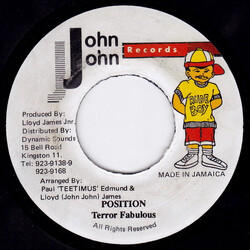 John
John
Records
RUDE
BOY
Produced By:
Lloyd James Jnr.
Distributed By:
Dynamic Sounds
15 Bell Road
Kingston 11.
Tel: 923-9138-9
923-9168
MADE IN JAMAICA
Arranged By:
Paul 'TEETIMUS' Edmund &
Lloyd (John John) James
POSITION
Terror Fabulous
All Rights Reserved